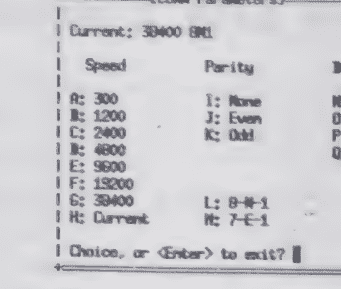 Current: 38400 8N1
Speed Parity
A: 300 I: None
B: 1200 J: Even
C: 2400 K: Odd
D: 4800
E: 9600
F: 19200
G: 38400 L: 8-N-1
H: Current M: 7-E-1
Choice, or <Enter> to exit?